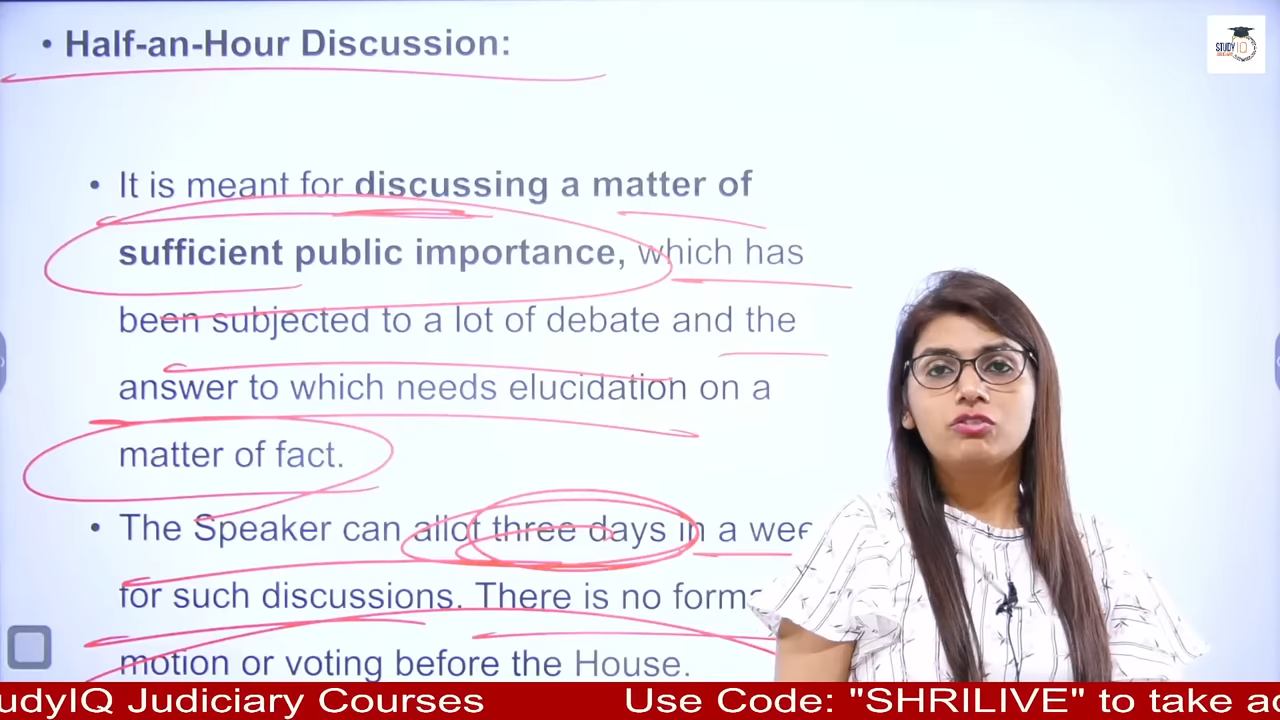 • Half-an-Hour Discussion:
STUDY IQ
• It is meant for discussing a matter of
sufficient public importance, which has
been subjected to a lot of debate and the
answer to which needs elucidation on a
matter of fact.
• The Speaker can allot three days in a wee
for such discussions. There is no forma
motion or voting before the House.
udyIQ Judiciary Courses Use Code: "SHRILIVE" to take ad